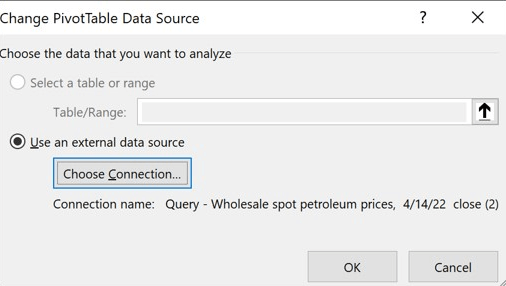 Change PivotTable Data Source ? ✕
Choose the data that you want to analyze
Select a table or range
Table/Range:
Use an external data source
Choose Connection...
Connection name: Query - Wholesale spot petroleum prices, 4/14/22 close (2)
OK Cancel